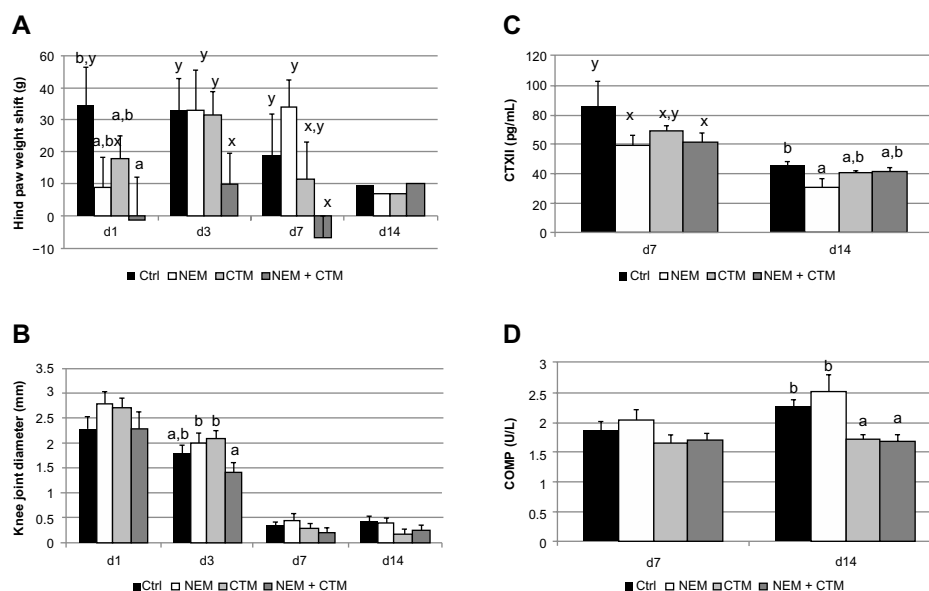 A
60
50
40
30
20
10
0
−10
Hind paw weight shift (g)
b,y
a,bx
a,b
a
y
y
y
x
y
y
x,y
x
d1 d3 d7 d14
Ctrl NEM CTM NEM + CTM
B
3.5
3
2.5
2
1.5
1
0.5
0
Knee joint diameter (mm)
a,b
b
b
a
d1 d3 d7 d14
Ctrl NEM CTM NEM + CTM
C
120
100
80
60
50
40
20
0
CTXII (pg/mL)
y
x
x,y
x
b
a
a,b
a,b
d7 d14
Ctrl NEM CTM NEM + CTM
D
3
2.5
2
1.5
1
0.5
0
COMP (U/L)
b
b
a
a
d7 d14
Ctrl NEM CTM NEM + CTM